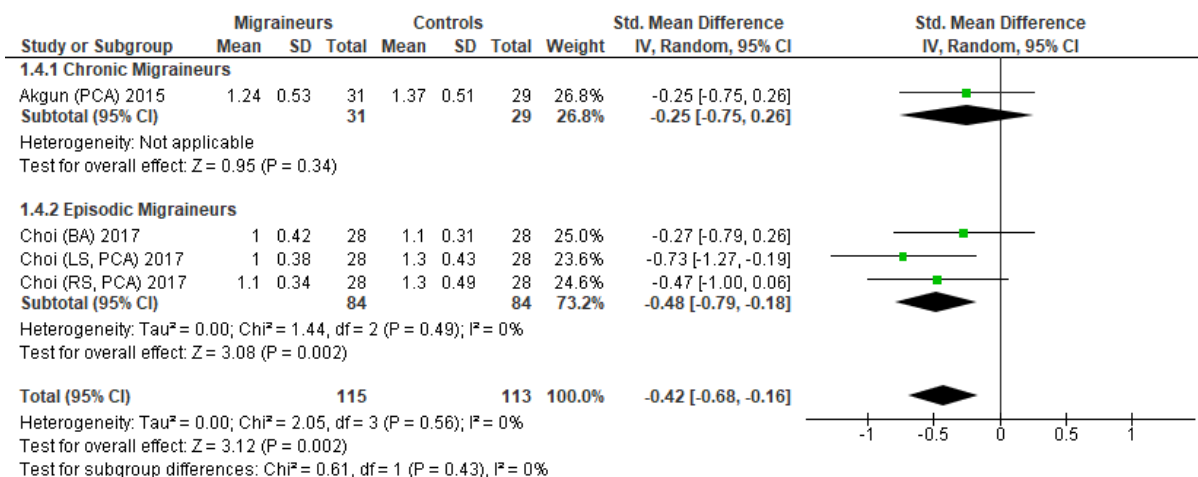 Migraineurs Controls Std. Mean Difference Std. Mean Difference
Study or Subgroup Mean SD Total Mean SD Total Weight IV, Random, 95% CI IV, Random, 95% CI
1.4.1 Chronic Migraineurs
Akgun (PCA) 2015 1.24 0.53 31 1.37 0.51 29 26.8% -0.25 [-0.75, 0.26]
Subtotal (95% CI) 31 29 26.8% -0.25 [-0.75, 0.26]
Heterogeneity: Not applicable
Test for overall effect: Z = 0.95 (P = 0.34)
1.4.2 Episodic Migraineurs
Choi (BA) 2017 1 0.42 28 1.1 0.31 28 25.0% -0.27 [-0.79, 0.26]
Choi (LS, PCA) 2017 1 0.38 28 1.3 0.43 28 23.6% -0.73 [-1.27, -0.19]
Choi (RS, PCA) 2017 1.1 0.34 28 1.3 0.49 28 24.6% -0.47 [-1.00, 0.06]
Subtotal (95% CI) 84 84 73.2% -0.48 [-0.79, -0.18]
Heterogeneity: Tau² = 0.00; Chi² = 1.44, df = 2 (P = 0.49); I² = 0%
Test for overall effect: Z = 3.08 (P = 0.002)
Total (95% CI) 115 113 100.0% -0.42 [-0.68, -0.16]
Heterogeneity: Tau² = 0.00; Chi² = 2.05, df = 3 (P = 0.56); I² = 0%
Test for overall effect: Z = 3.12 (P = 0.002)
Test for subgroup differences: Chi² = 0.61, df = 1 (P = 0.43), I² = 0%
-1 -0.5 0 0.5 1